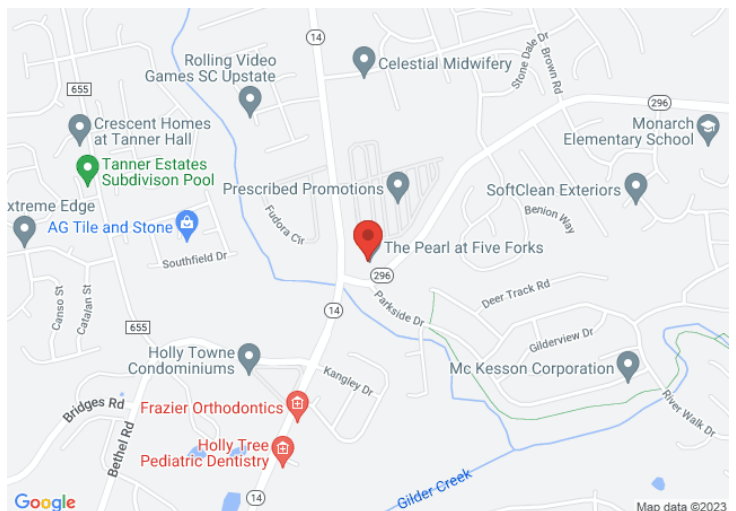 14
Rolling Video
Games SC Upstate
Celestial Midwifery
Stone Dale Dr
Brown Rd
655
296
Crescent Homes
at Tanner Hall
Monarch
Elementary School
Tanner Estates
Subdivison Pool
Prescribed Promotions
SoftClean Exteriors
xtreme Edge
Fudora Cir
Benion Way
AG Tile and Stone
The Pearl at Five Forks
Southfield Dr
296
Canso St
Catalan St
Deer Track Rd
Parkside Dr
14
655
Gilderview Dr
Holly Towne
Condominiums
Mc Kesson Corporation
Kangley Dr
Bridges Rd
Frazier Orthodontics
River Walk Dr
Bethel Rd
Holly Tree
Pediatric Dentistry
Gilder Creek
14
Google
Map data ©2023